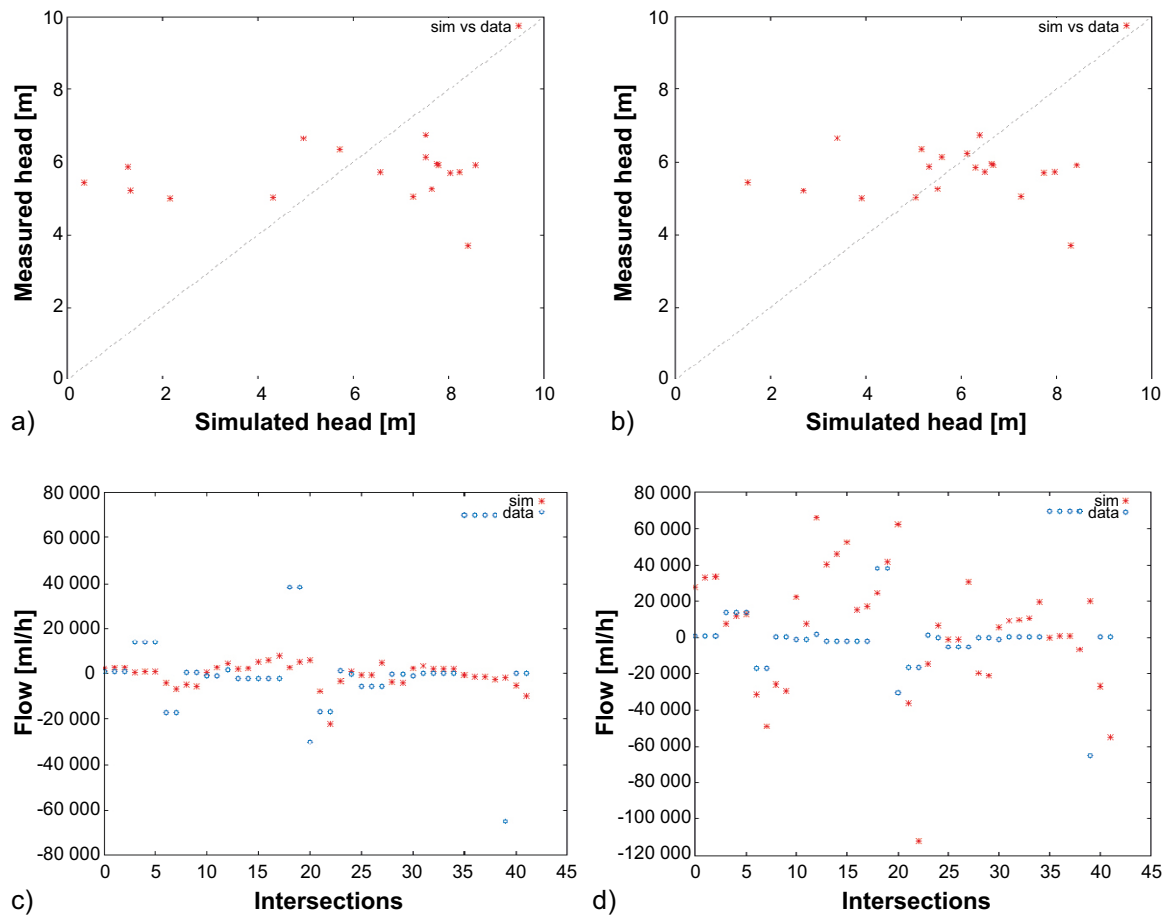 10
8
6
4
2
0
Measured head [m]
sim vs data
0 2 4 6 8 10
Simulated head [m]
a)
10
8
6
4
2
0
Measured head [m]
sim vs data
0 2 4 6 8 10
Simulated head [m]
b)
80 000
60 000
40 000
20 000
0
-20 000
-40 000
-60 000
-80 000
Flow [ml/h]
sim
data
0 5 10 15 20 25 30 35 40 45
Intersections
c)
80 000
60 000
40 000
20 000
0
-20 000
-40 000
-60 000
-80 000
-100 000
-120 000
Flow [ml/h]
sim
data
0 5 10 15 20 25 30 35 40 45
Intersections
d)